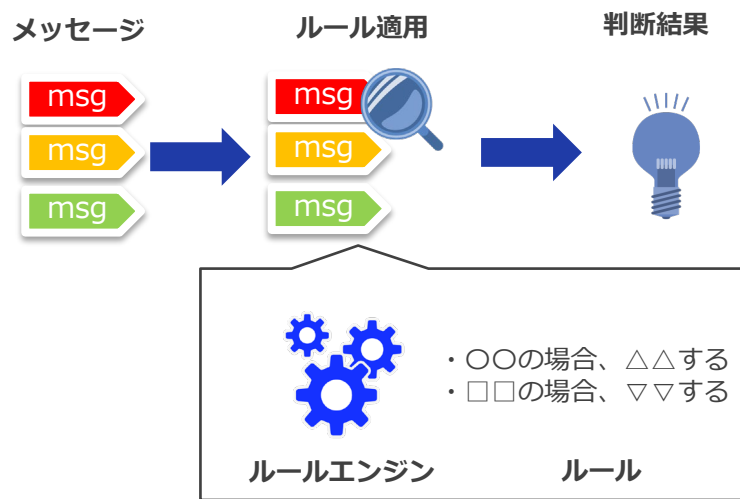 メッセージ
ルール適用
判断結果
msg
msg
msg
msg
msg
msg
・〇〇の場合、△△する
・□□の場合、▽▽する
ルールエンジン
ルール